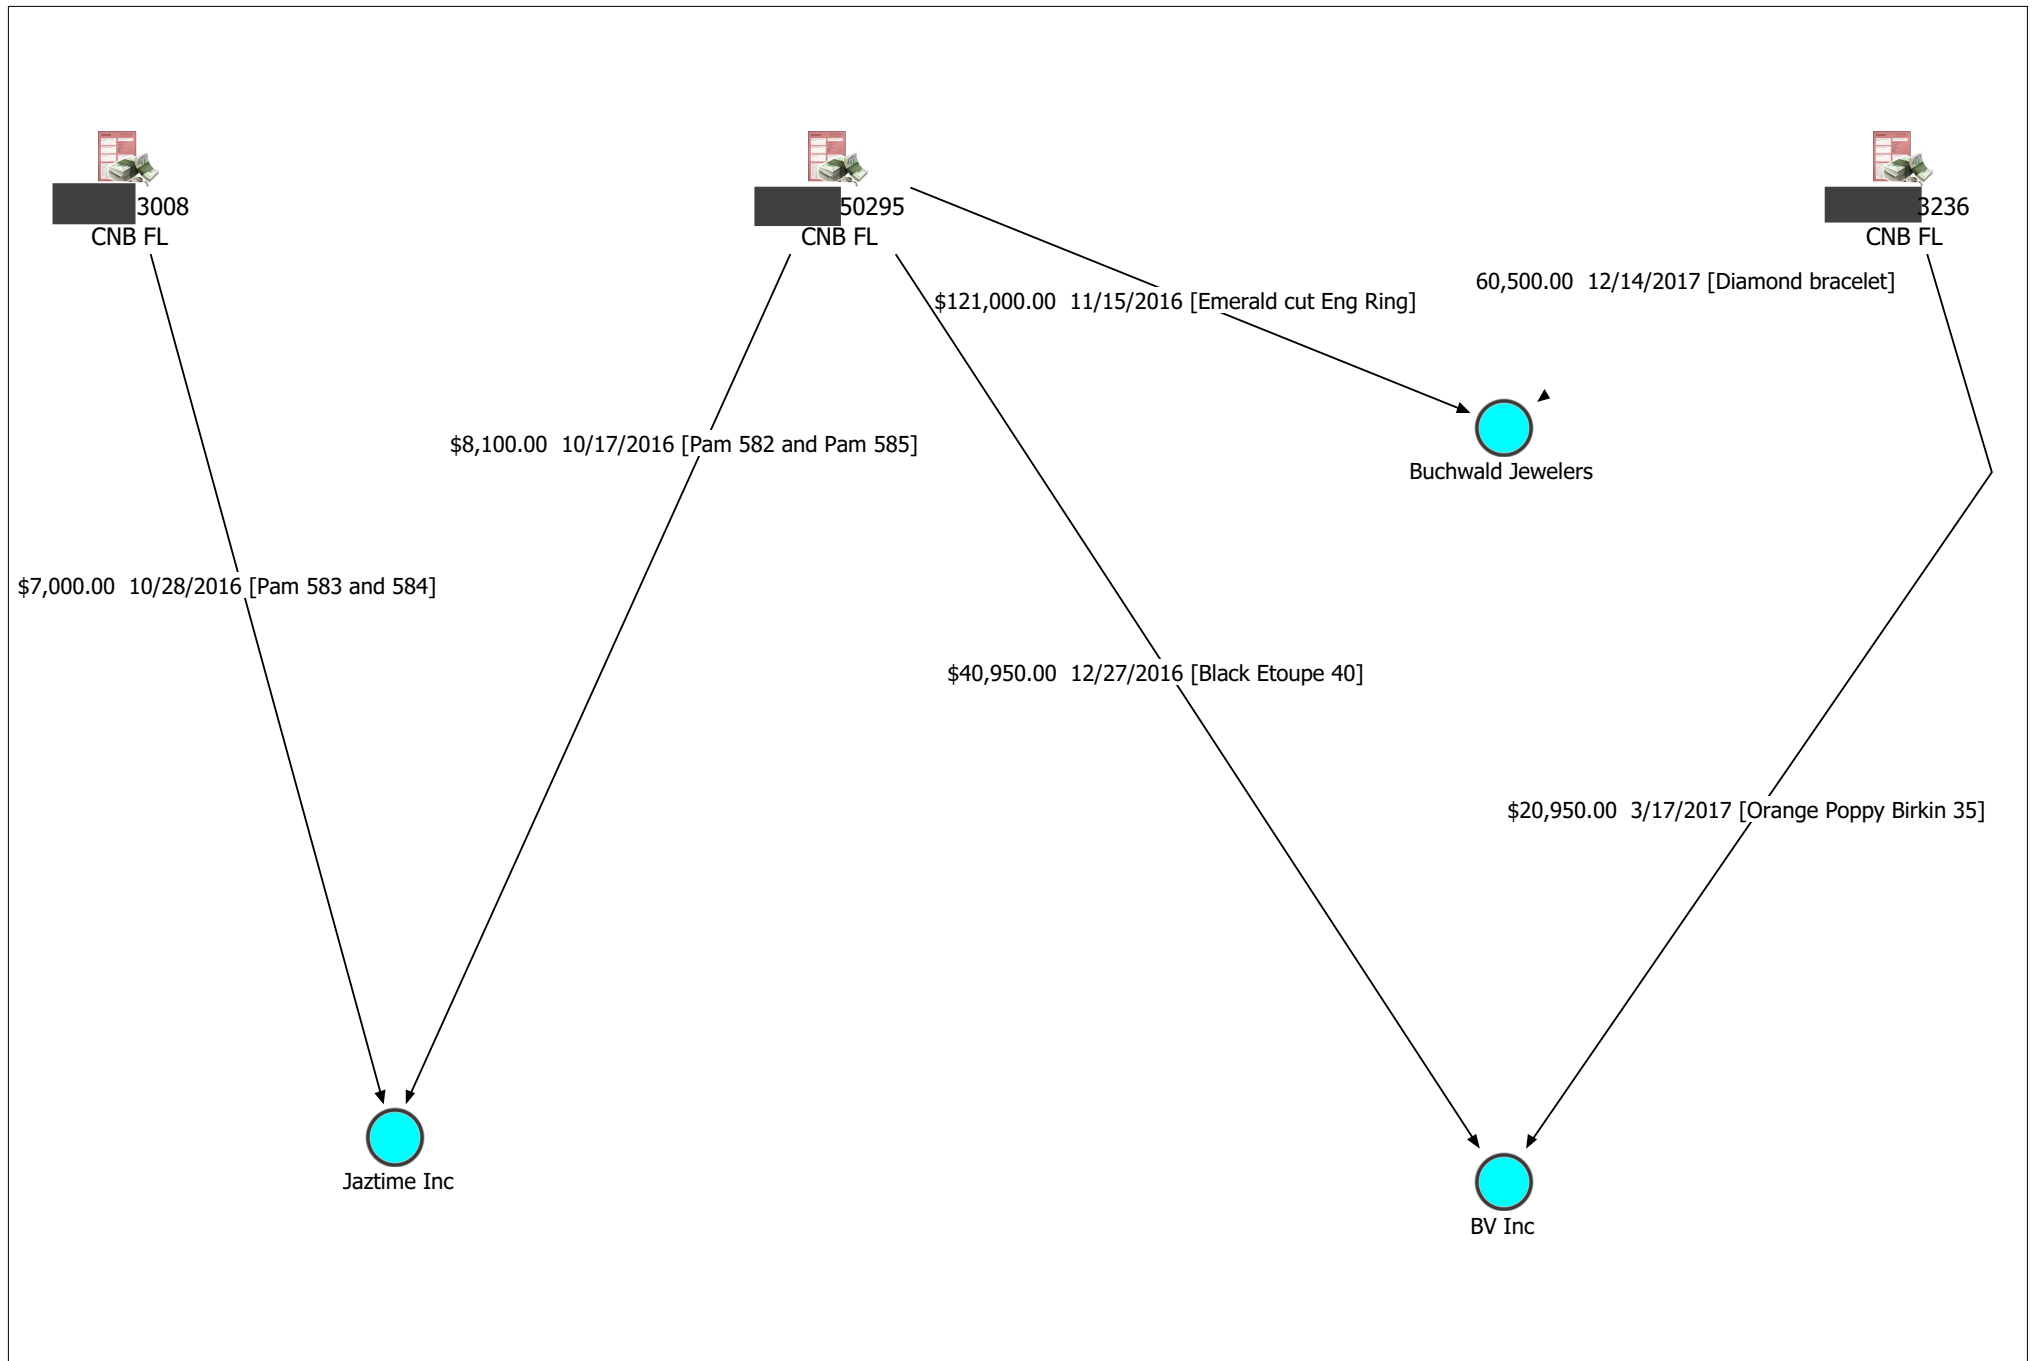 3008
CNB FL
50295
CNB FL
3236
CNB FL
60,500.00 12/14/2017 [Diamond bracelet]
$121,000.00 11/15/2016 [Emerald cut Eng Ring]
$8,100.00 10/17/2016 [Pam 582 and Pam 585]
Buchwald Jewelers
$7,000.00 10/28/2016 [Pam 583 and 584]
$40,950.00 12/27/2016 [Black Etoupe 40]
$20,950.00 3/17/2017 [Orange Poppy Birkin 35]
Jaztime Inc
BV Inc